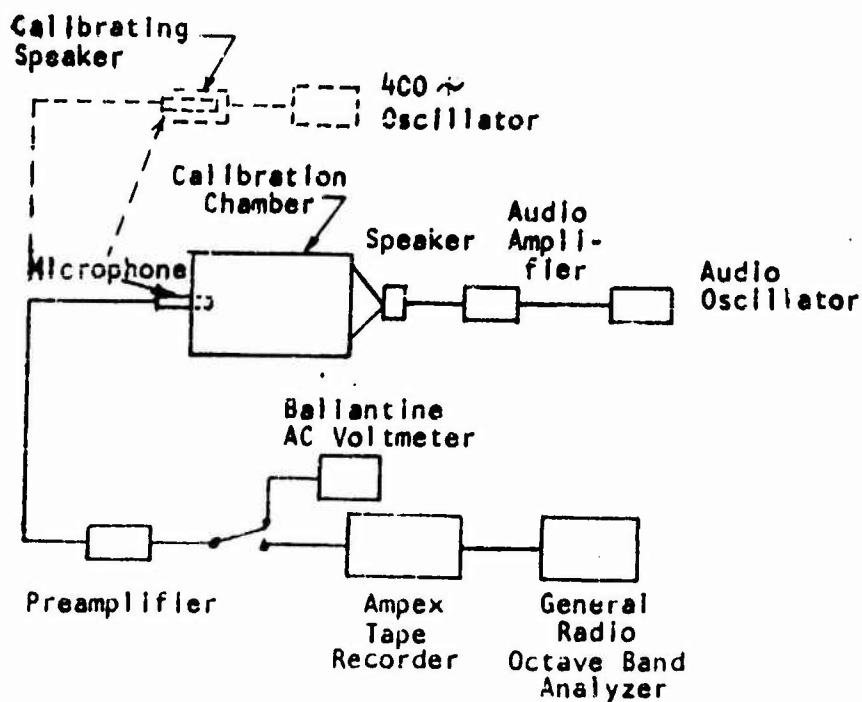 Calibrating
Speaker
400 ~
Oscillator
Calibration
Chamber
Speaker
Audio
Ampli-
fier
Audio
Oscillator
Microphone
Ballantine
AC Voltmeter
Preamplifier
Ampex
Tape
Recorder
General
Radio
Octave Band
Analyzer